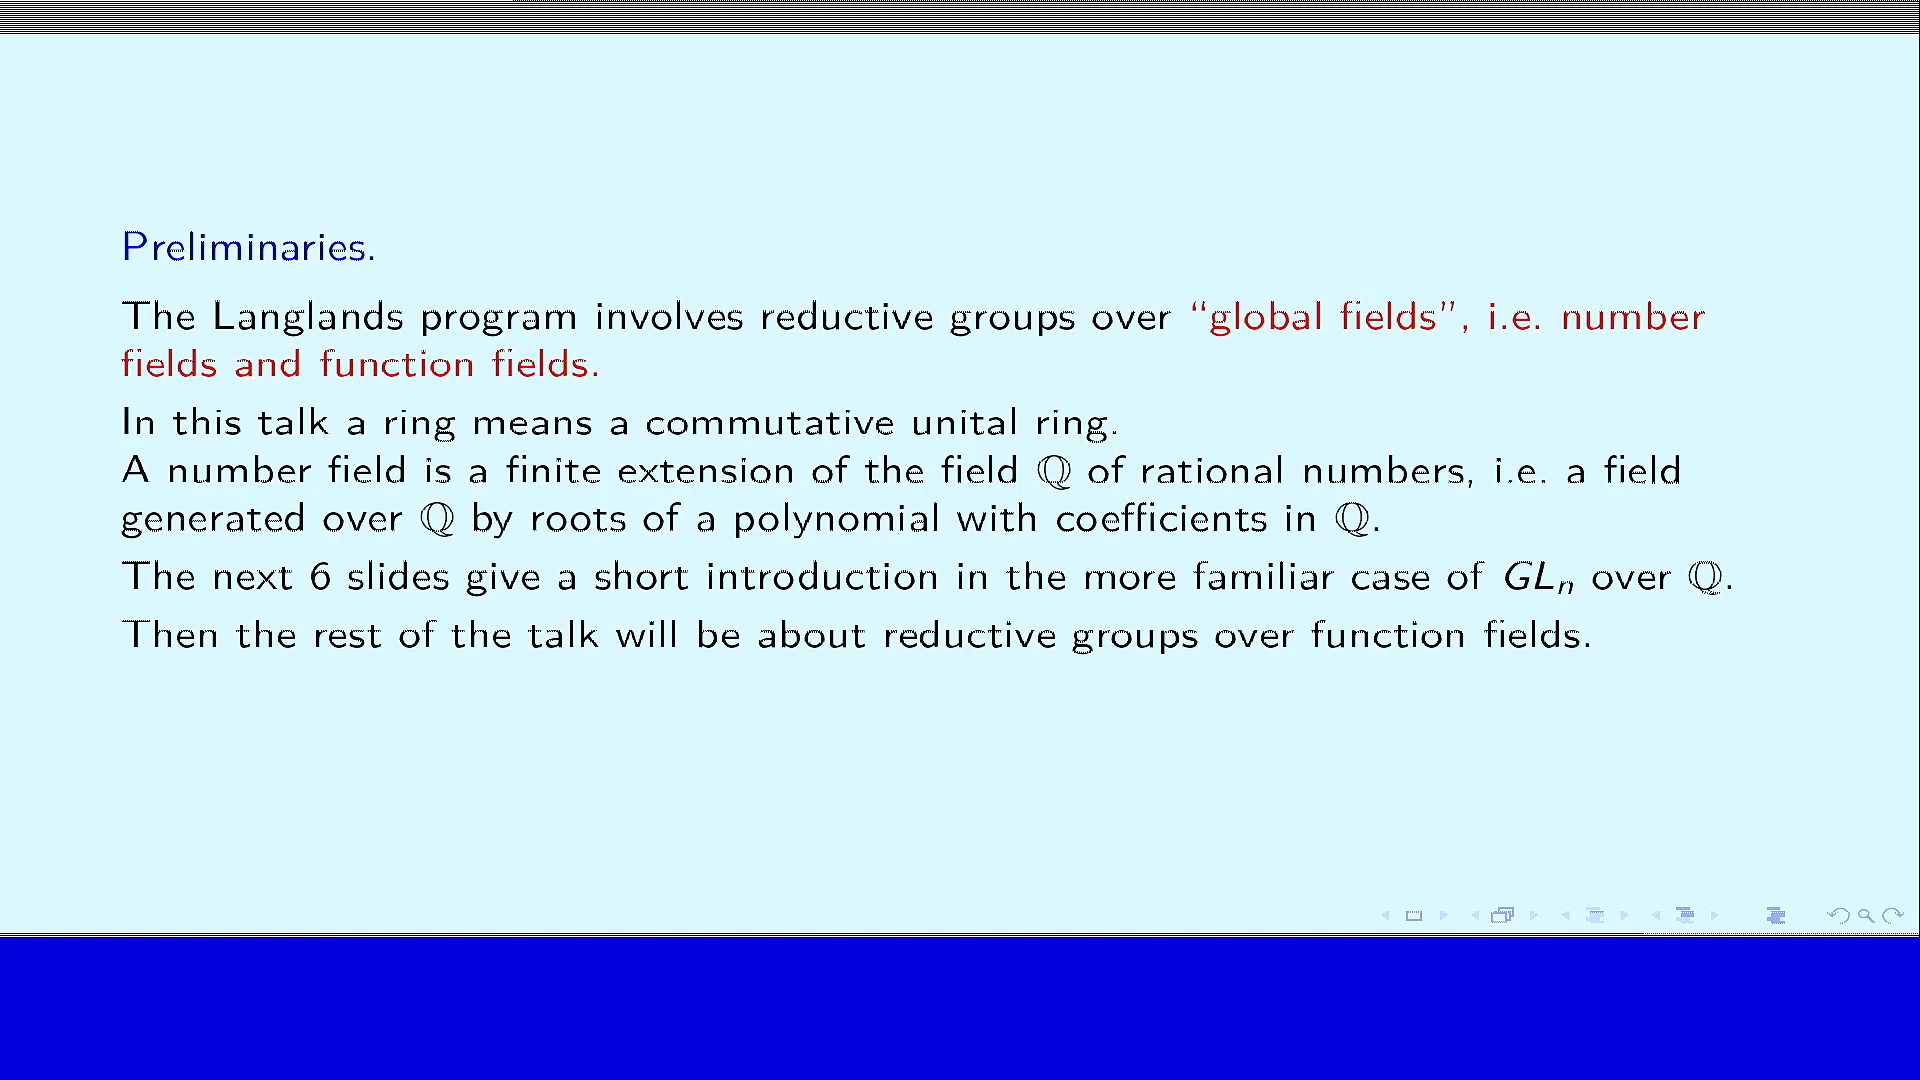 Preliminaries.
The Langlands program involves reductive groups over “global fields”, i.e. number
fields and function fields.
In this talk a ring means a commutative unital ring.
A number field is a finite extension of the field ℚ of rational numbers, i.e. a field
generated over ℚ by roots of a polynomial with coefficients in ℚ.
The next 6 slides give a short introduction in the more familiar case of GLₙ over ℚ.
Then the rest of the talk will be about reductive groups over function fields.